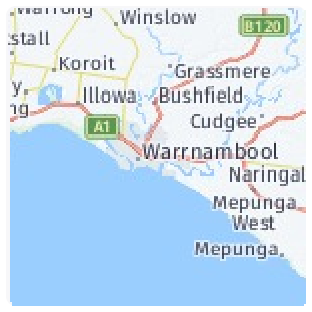 Winslow
B120
Koroit
Grassmere
Illowa
Bushfield
Cudgee
A1
Warrnambool
Naringal
Mepunga
West
Mepunga